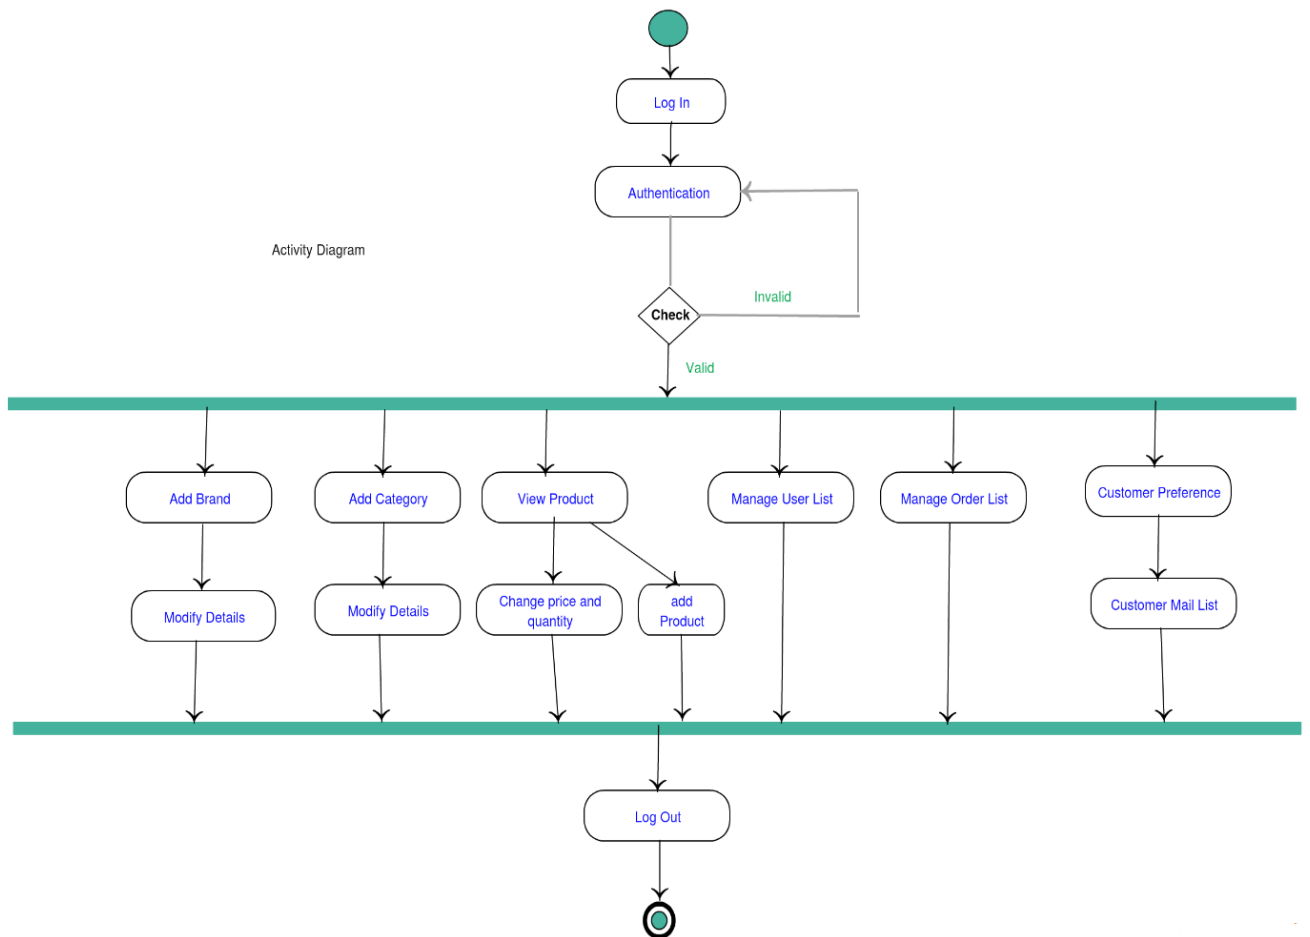 Log In
Authentication
Activity Diagram
Invalid
Check
Valid
Add Brand
Add Category
View Product
Manage User List
Manage Order List
Customer Preference
Modify Details
Modify Details
Change price and
quantity
add
Product
Customer Mail List
Log Out